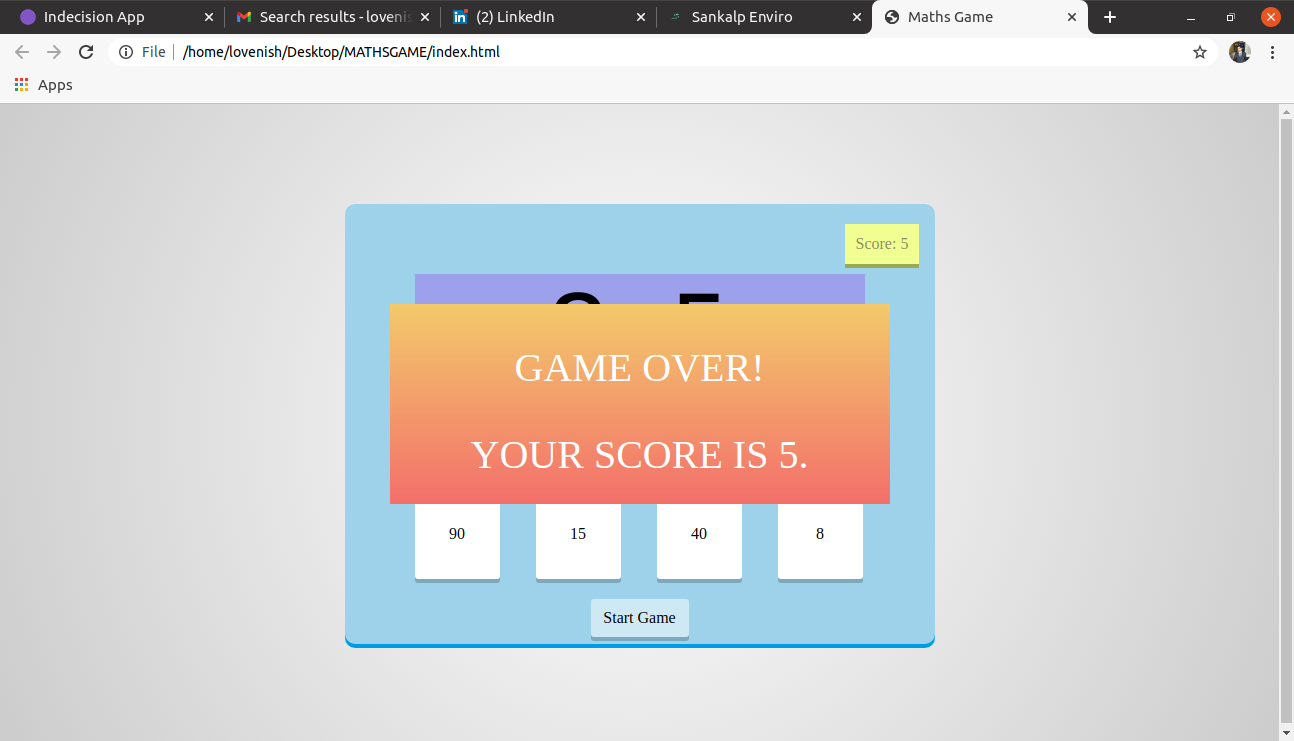 Indecision App
Search results - lovenis
(2) LinkedIn
Sankalp Enviro
Maths Game
File
/home/lovenish/Desktop/MATHSGAME/index.html
Apps
Score: 5
GAME OVER!
YOUR SCORE IS 5.
90 15 40 8
Start Game